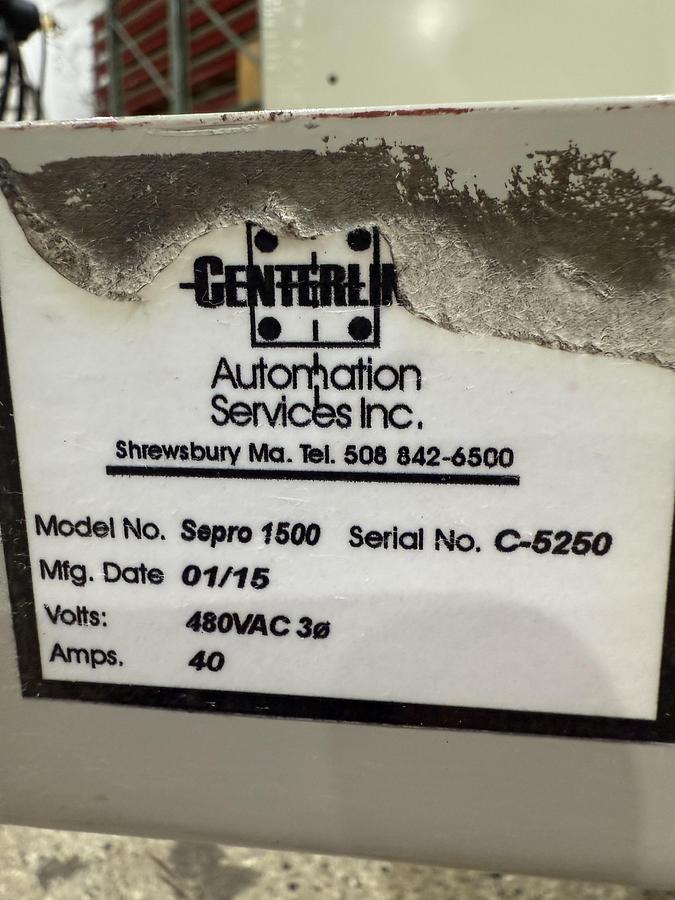 CENTERLIN
Automation
Services Inc.
Shrewsbury Ma. Tel. 508 842-6500
Model No. Sepro 1500 Serial No. C-5250
Mfg. Date 01/15
Volts: 480VAC 3ø
Amps. 40